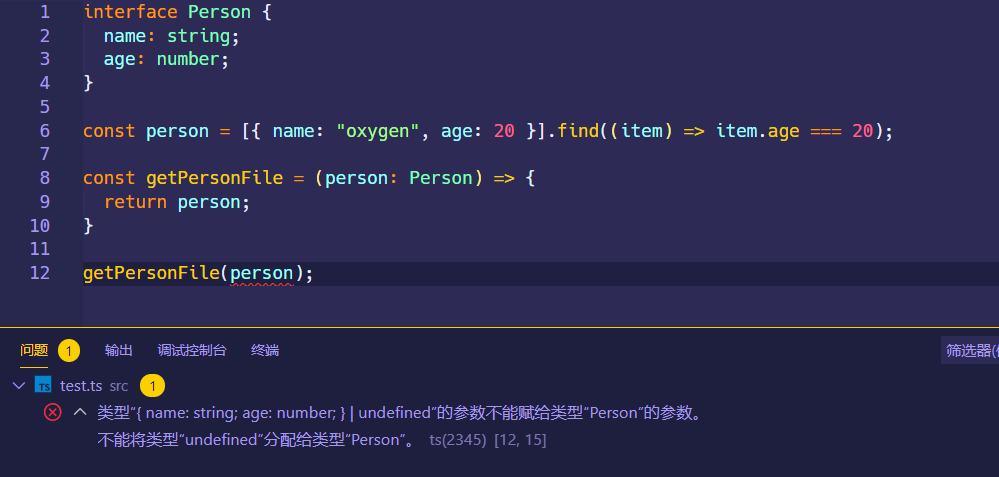 1 interface Person {
2   name: string;
3   age: number;
4 }
5
6 const person = [{ name: "oxygen", age: 20 }].find((item) => item.age === 20);
7
8 const getPersonFile = (person: Person) => {
9   return person;
10 }
11
12 getPersonFile(person);
问题 1 输出 调试控制台 终端 筛选器(
TS test.ts src 1
类型“{ name: string; age: number; } | undefined”的参数不能赋给类型“Person”的参数。
不能将类型“undefined”分配给类型“Person”。 ts(2345) [12, 15]